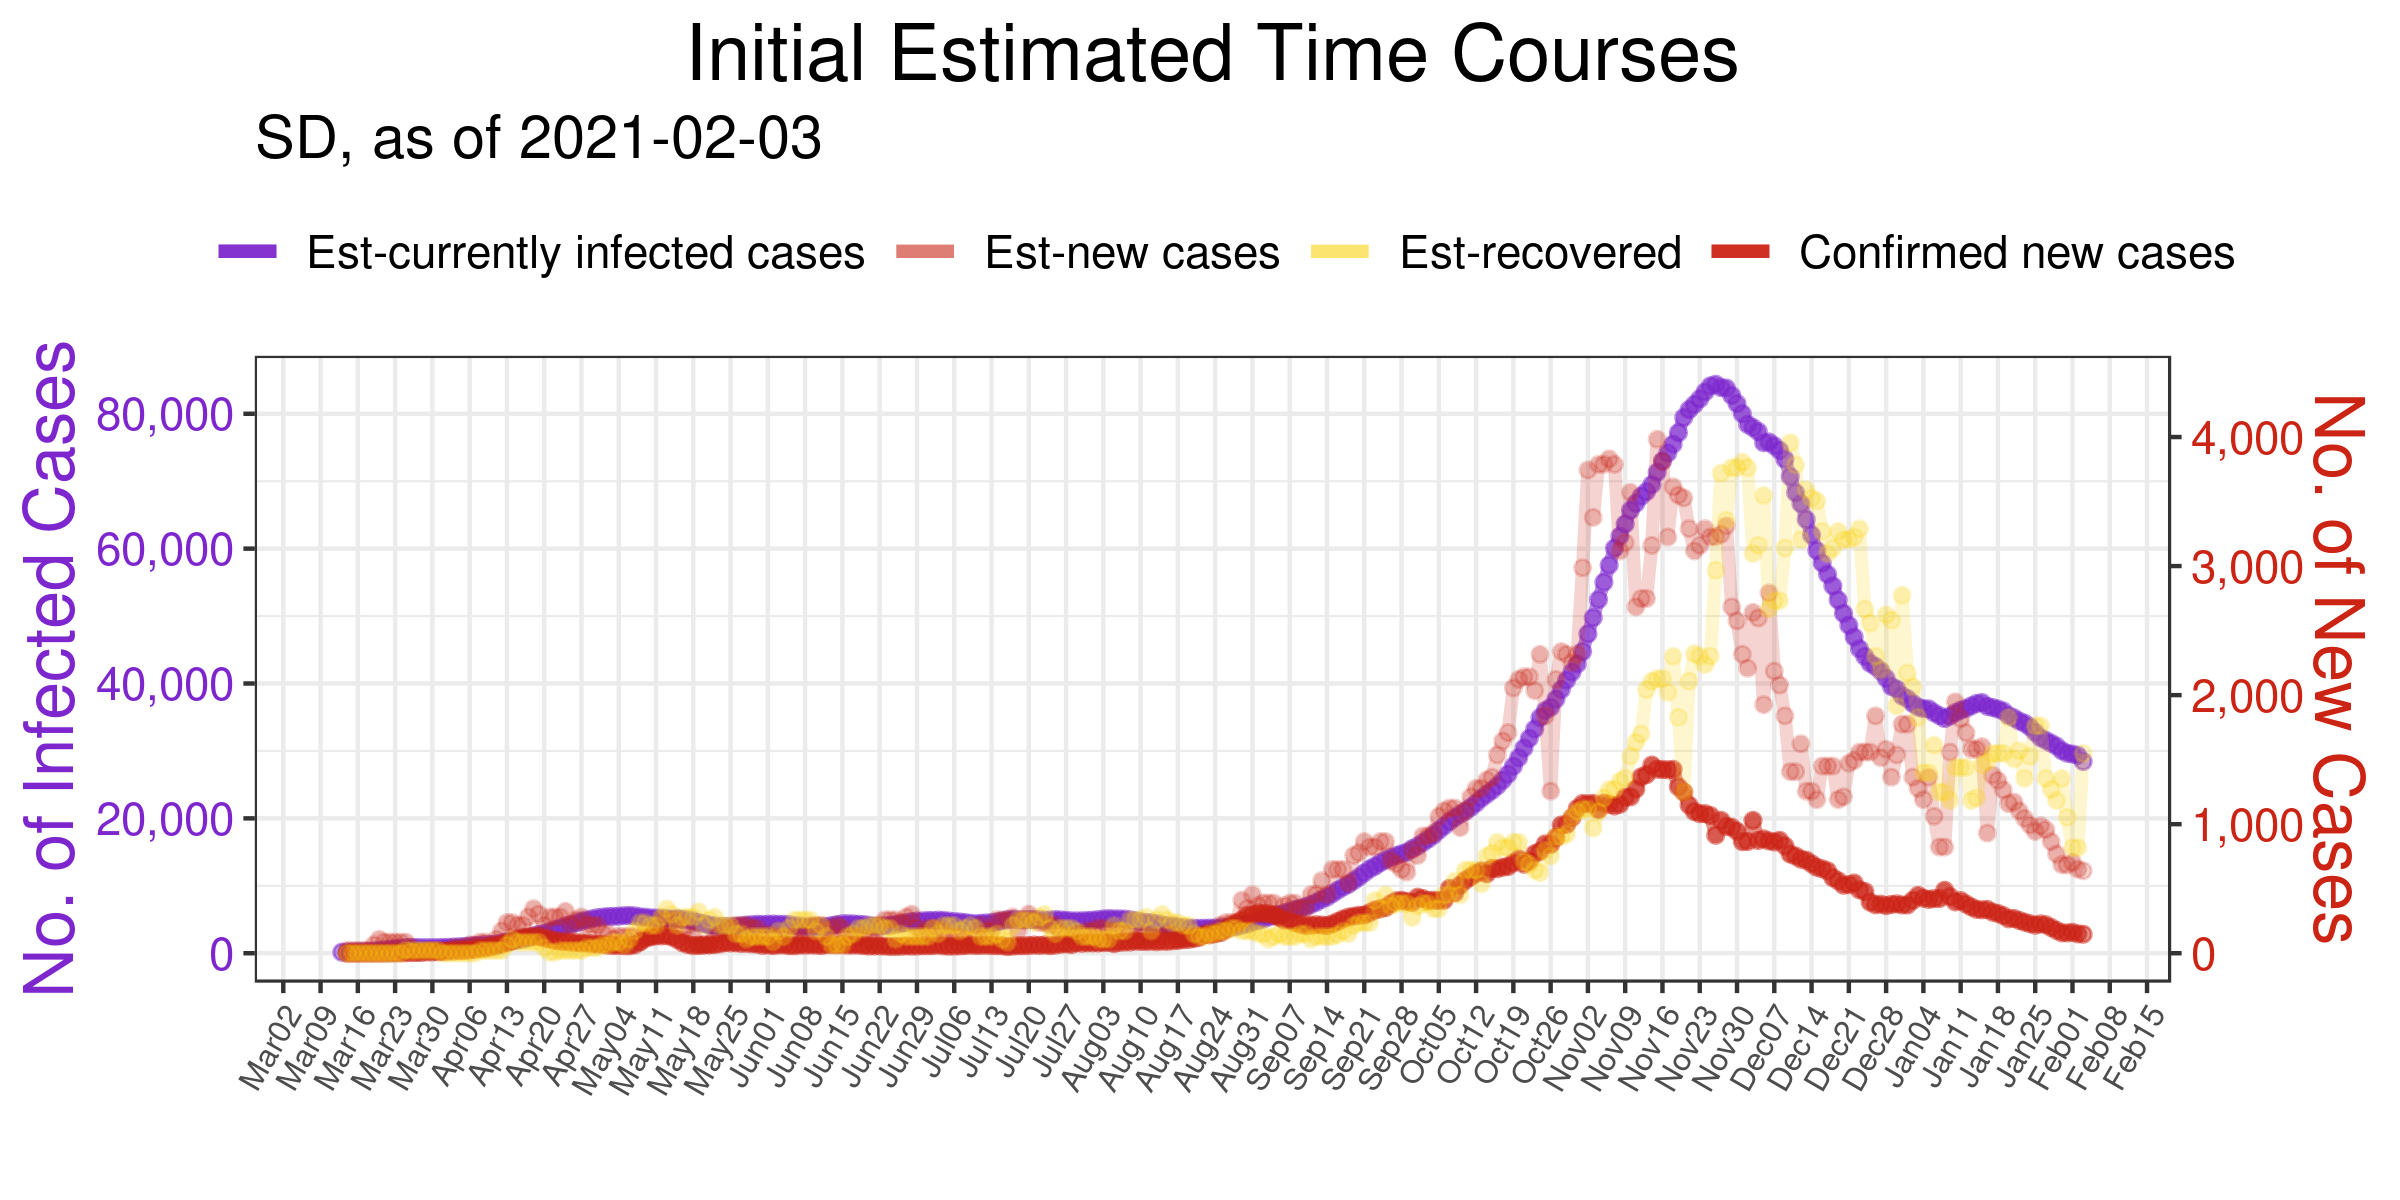 Initial Estimated Time Courses
SD, as of 2021-02-03
Est-currently infected cases
Est-new cases
Est-recovered
Confirmed new cases
No. of Infected Cases
80,000
60,000
40,000
20,000
0
4,000
3,000
2,000
1,000
0
No. of New Cases
Mar02
Mar09
Mar16
Mar23
Mar30
Apr06
Apr13
Apr20
Apr27
May04
May11
May18
May25
Jun01
Jun08
Jun15
Jun22
Jun29
Jul06
Jul13
Jul20
Jul27
Aug03
Aug10
Aug17
Aug24
Aug31
Sep07
Sep14
Sep21
Sep28
Oct05
Oct12
Oct19
Oct26
Nov02
Nov09
Nov16
Nov23
Nov30
Dec07
Dec14
Dec21
Dec28
Jan04
Jan11
Jan18
Jan25
Feb01
Feb08
Feb15